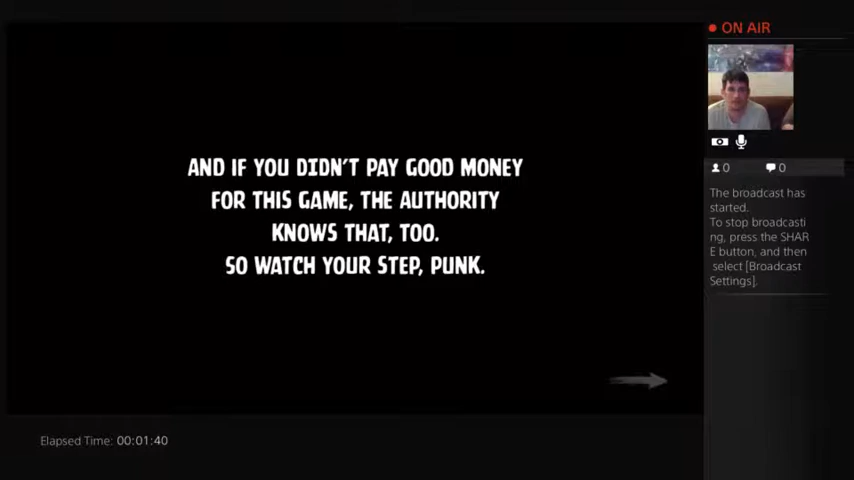 ON AIR
AND IF YOU DIDN'T PAY GOOD MONEY
FOR THIS GAME, THE AUTHORITY
KNOWS THAT, TOO.
SO WATCH YOUR STEP, PUNK.
0 0
The broadcast has
started.
To stop broadcasti
ng, press the SHAR
E button, and then
select [Broadcast
Settings].
Elapsed Time: 00:01:40